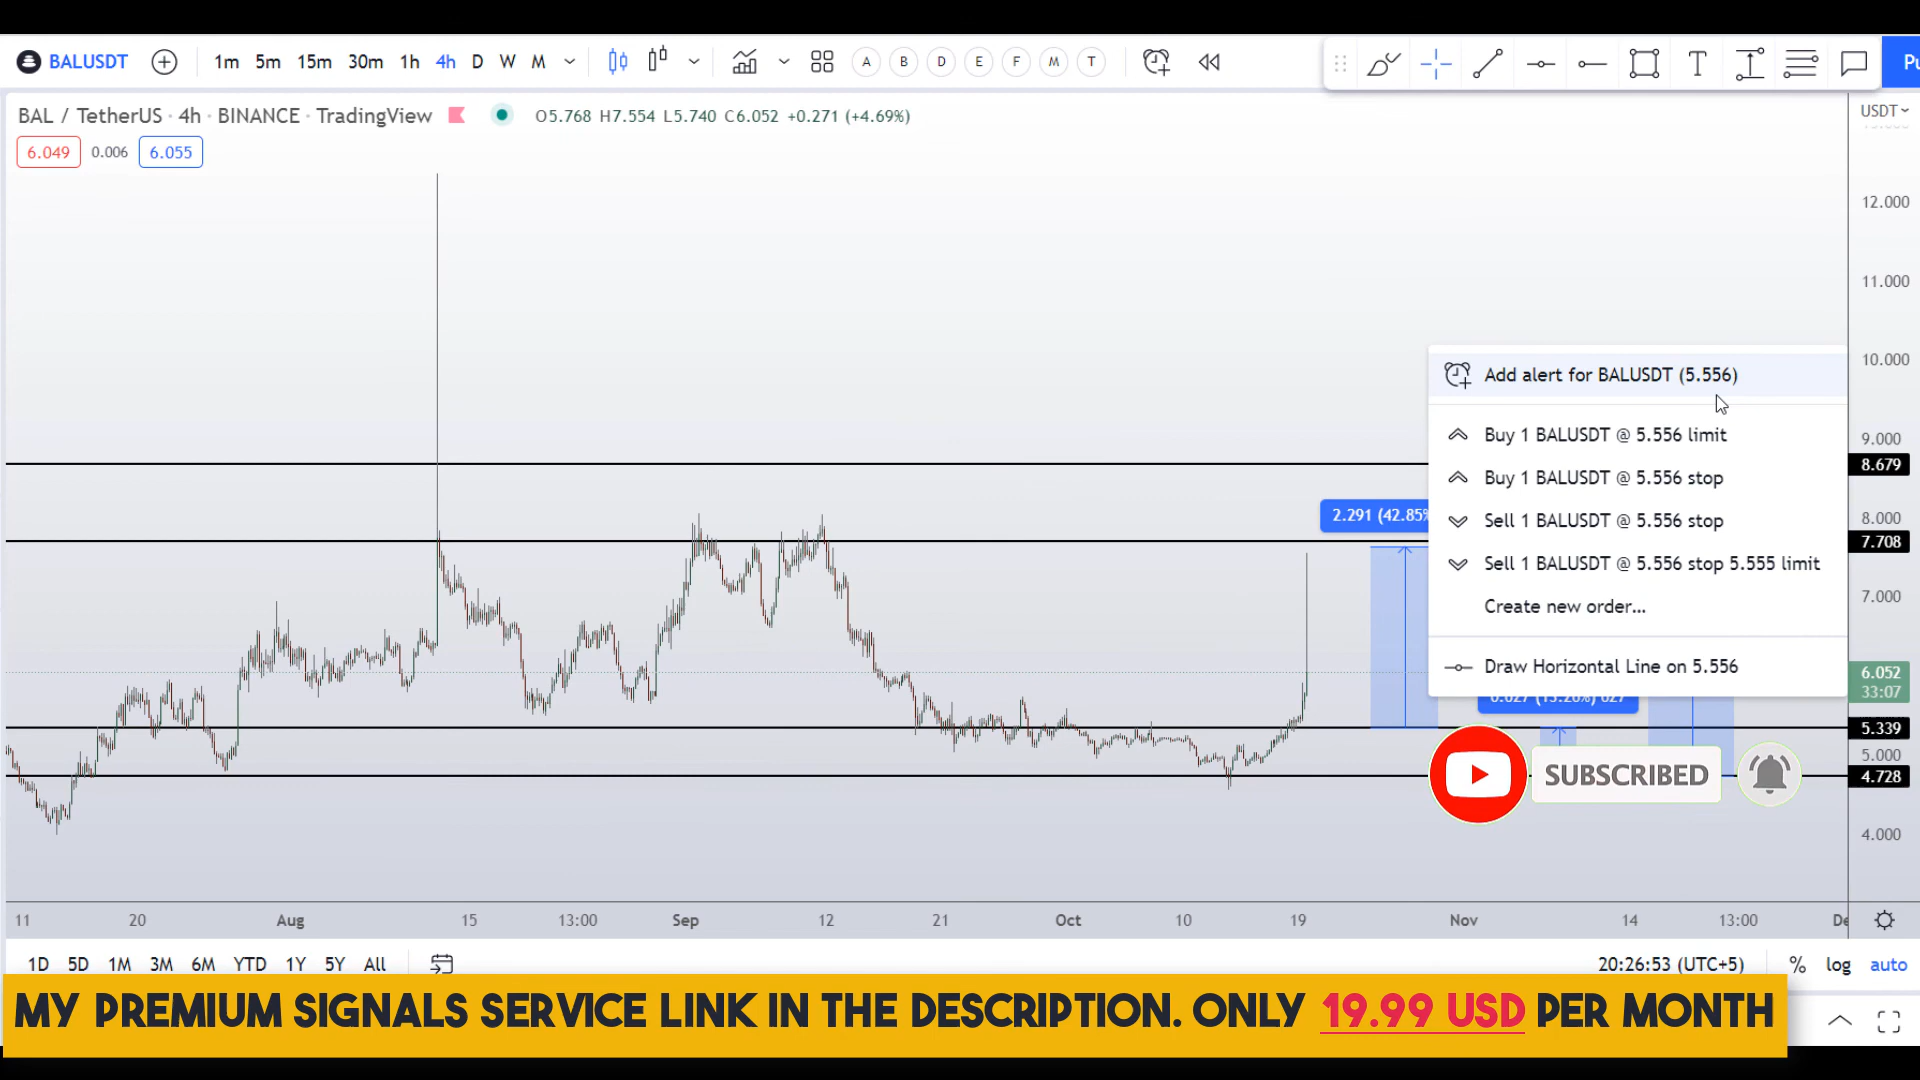 BALUSDT 1m 5m 15m 30m 1h 4h D W M A B D E F M T Pu
BAL / TetherUS · 4h · BINANCE · TradingView O5.768 H7.554 L5.740 C6.052 +0.271 (+4.69%)
USDT
6.049 0.006 6.055
12.000
11.000
10.000
9.000
8.679
8.000
7.708
7.000
6.052
33:07
5.339
5.000
4.728
4.000
Add alert for BALUSDT (5.556)
Buy 1 BALUSDT @ 5.556 limit
Buy 1 BALUSDT @ 5.556 stop
Sell 1 BALUSDT @ 5.556 stop
Sell 1 BALUSDT @ 5.556 stop 5.555 limit
Create new order...
Draw Horizontal Line on 5.556
2.291 (42.85%
SUBSCRIBED
11 20 Aug 15 13:00 Sep 12 21 Oct 10 19 Nov 14 13:00 De
1D 5D 1M 3M 6M YTD 1Y 5Y All 20:26:53 (UTC+5) % log auto
MY PREMIUM SIGNALS SERVICE LINK IN THE DESCRIPTION. ONLY 19.99 USD PER MONTH